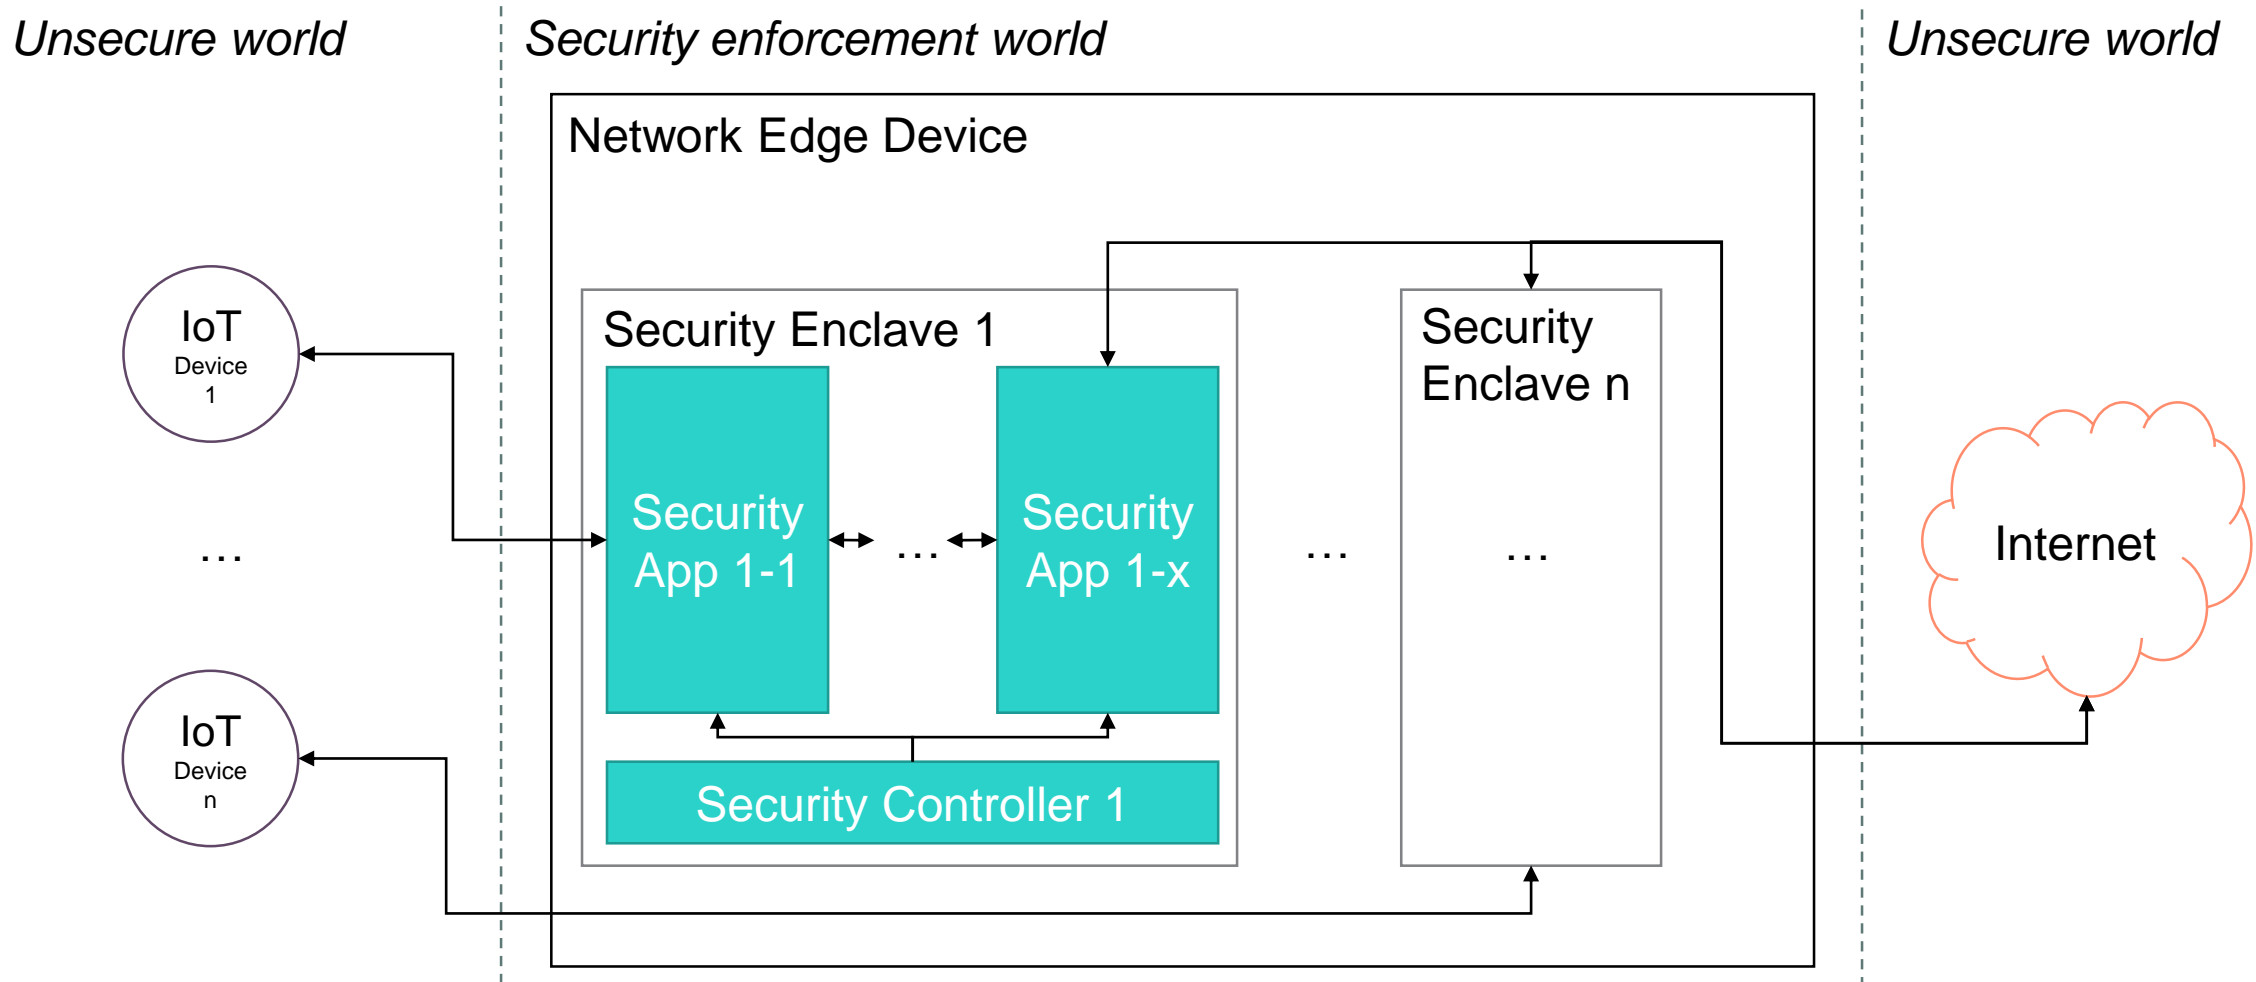 Unsecure world
Security enforcement world
Unsecure world
Network Edge Device
IoT
Device
1
...
IoT
Device
n
Security Enclave 1
Security
App 1-1
...
Security
App 1-x
Security Controller 1
...
Security
Enclave n
...
Internet